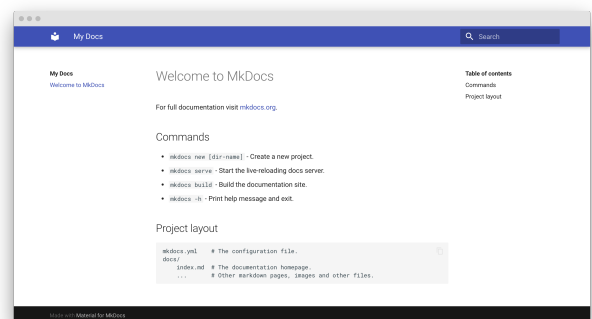 My Docs
Search
My Docs
Welcome to MkDocs
Welcome to MkDocs
For full documentation visit mkdocs.org.
Commands
mkdocs new [dir-name] - Create a new project.
mkdocs serve - Start the live-reloading docs server.
mkdocs build - Build the documentation site.
mkdocs -h - Print help message and exit.
Project layout
mkdocs.yml    # The configuration file.
docs/
    index.md  # The documentation homepage.
    ...       # Other markdown pages, images and other files.
Table of contents
Commands
Project layout
Made with Material for MkDocs